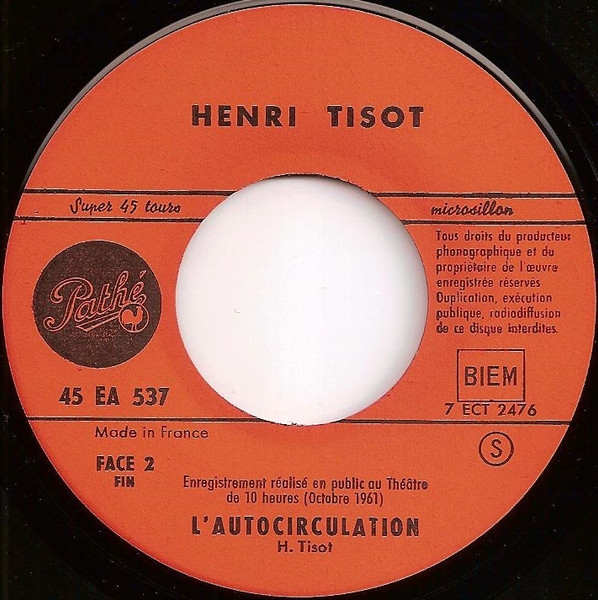 HENRI TISOT
Super 45 tours
microsillon
Tous droits du producteur
phonographique et du
propriétaire de l'œuvre
enregistrée réservés
Duplication, exécution
publique, radiodiffusion
de ce disque interdites.
Pathé
BIEM
45 EA 537
7 ECT 2476
Made in France
S
FACE 2
FIN
Enregistrement réalisé en public au Théâtre
de 10 heures (Octobre 1961)
L'AUTOCIRCULATION
H. Tisot